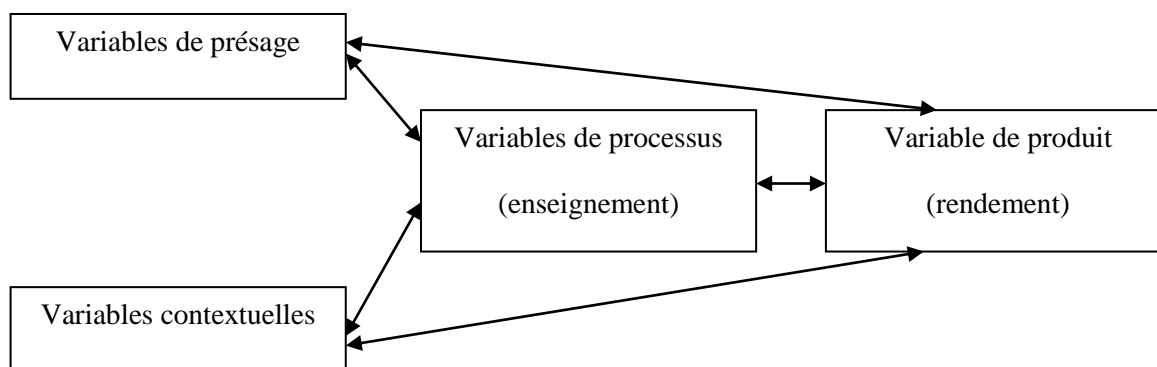 Variables de présage
Variables de processus
(enseignement)
Variable de produit
(rendement)
Variables contextuelles